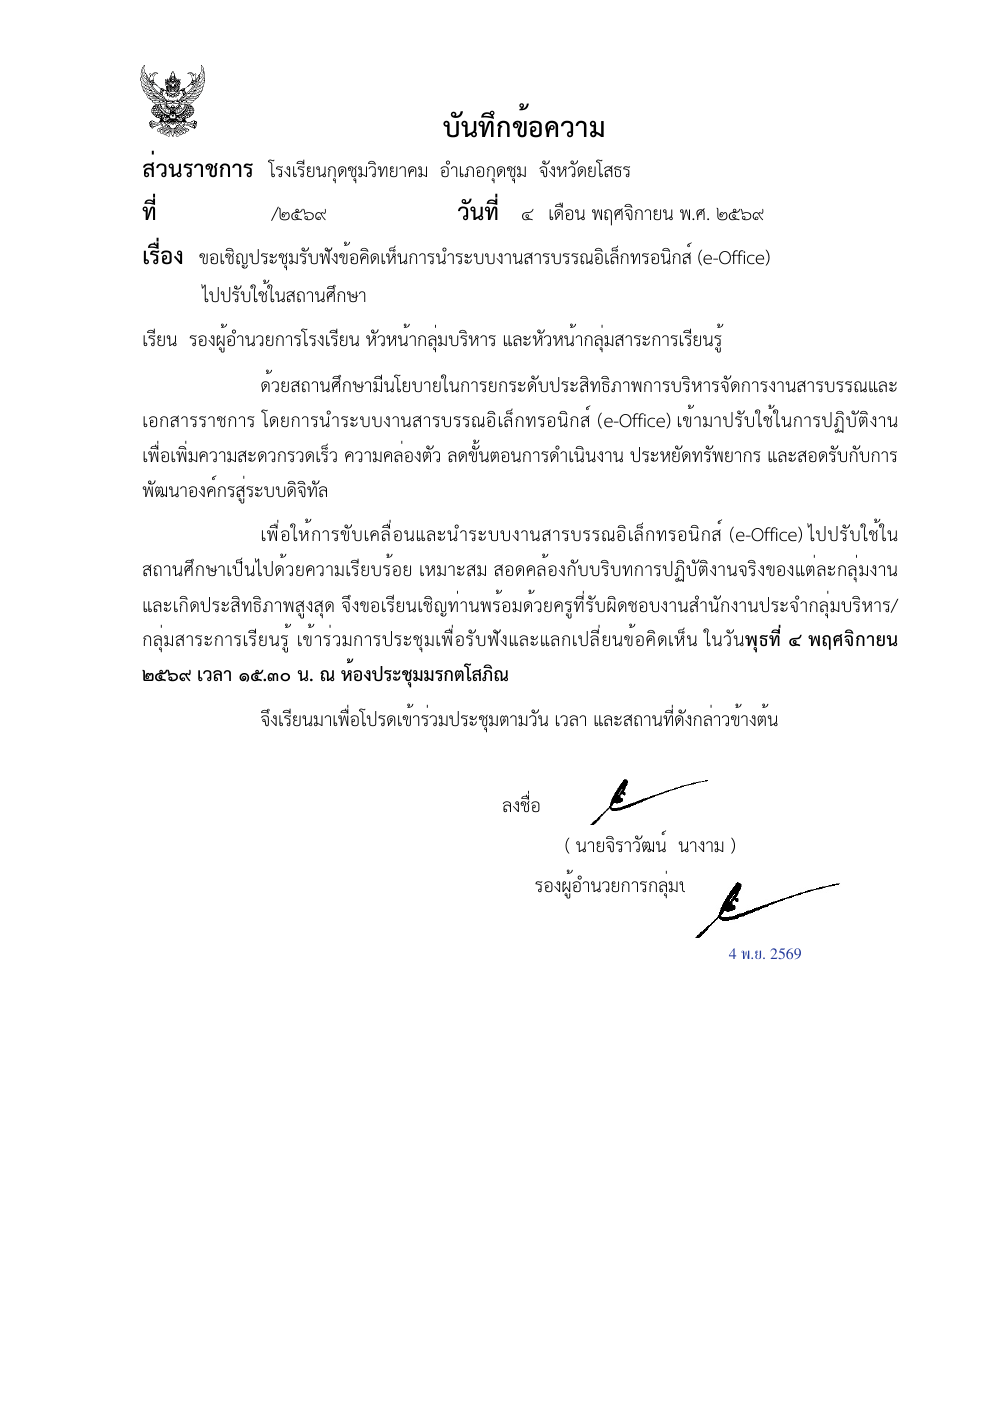 บันทึกข้อความ
ส่วนราชการ โรงเรียนกุดชุมวิทยาคม อำเภอกุดชุม จังหวัดยโสธร
ที่ /๒๕๖๙ วันที่ ๔ เดือน พฤศจิกายน พ.ศ. ๒๕๖๙
เรื่อง ขอเชิญประชุมรับฟังข้อคิดเห็นการนำระบบงานสารบรรณอิเล็กทรอนิกส์ (e-Office)
ไปปรับใช้ในสถานศึกษา
เรียน รองผู้อำนวยการโรงเรียน หัวหน้ากลุ่มบริหาร และหัวหน้ากลุ่มสาระการเรียนรู้
ด้วยสถานศึกษามีนโยบายในการยกระดับประสิทธิภาพการบริหารจัดการงานสารบรรณและ
เอกสารราชการ โดยการนำระบบงานสารบรรณอิเล็กทรอนิกส์ (e-Office) เข้ามาปรับใช้ในการปฏิบัติงาน
เพื่อเพิ่มความสะดวกรวดเร็ว ความคล่องตัว ลดขั้นตอนการดำเนินงาน ประหยัดทรัพยากร และสอดรับกับการ
พัฒนาองค์กรสู่ระบบดิจิทัล
เพื่อให้การขับเคลื่อนและนำระบบงานสารบรรณอิเล็กทรอนิกส์ (e-Office) ไปปรับใช้ใน
สถานศึกษาเป็นไปด้วยความเรียบร้อย เหมาะสม สอดคล้องกับบริบทการปฏิบัติงานจริงของแต่ละกลุ่มงาน
และเกิดประสิทธิภาพสูงสุด จึงขอเรียนเชิญท่านพร้อมด้วยครูที่รับผิดชอบงานสำนักงานประจำกลุ่มบริหาร/
กลุ่มสาระการเรียนรู้ เข้าร่วมการประชุมเพื่อรับฟังและแลกเปลี่ยนข้อคิดเห็น ในวันพุธที่ ๔ พฤศจิกายน
๒๕๖๙ เวลา ๑๕.๓๐ น. ณ ห้องประชุมมรกตโสภิณ
จึงเรียนมาเพื่อโปรดเข้าร่วมประชุมตามวัน เวลา และสถานที่ดังกล่าวข้างต้น
ลงชื่อ
( นายจิราวัฒน์ นางาม )
รองผู้อำนวยการกลุ่ม
4 พ.ย. 2569